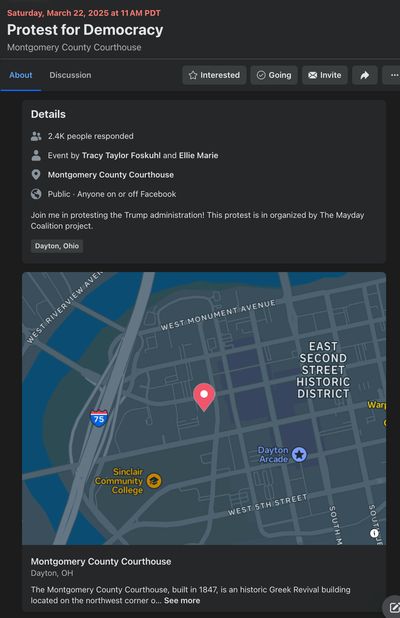 Saturday, March 22, 2025 at 11 AM PDT
Protest for Democracy
Montgomery County Courthouse
About
Discussion
Interested
Going
Invite
Details
2.4K people responded
Event by Tracy Taylor Foskuhl and Ellie Marie
Montgomery County Courthouse
Public · Anyone on or off Facebook
Join me in protesting the Trump administration! This protest is in organized by The Mayday
Coalition project.
Dayton, Ohio
WEST RIVERVIEW AVEN
WEST MONUMENT AVENUE
EAST
SECOND
STREET
HISTORIC
DISTRICT
75
Warp
Dayton
Arcade
Sinclair
Community
College
WEST 5TH STREET
SOUTH M
SOUTH
Montgomery County Courthouse
Dayton, OH
The Montgomery County Courthouse, built in 1847, is an historic Greek Revival building
located on the northwest corner o... See more